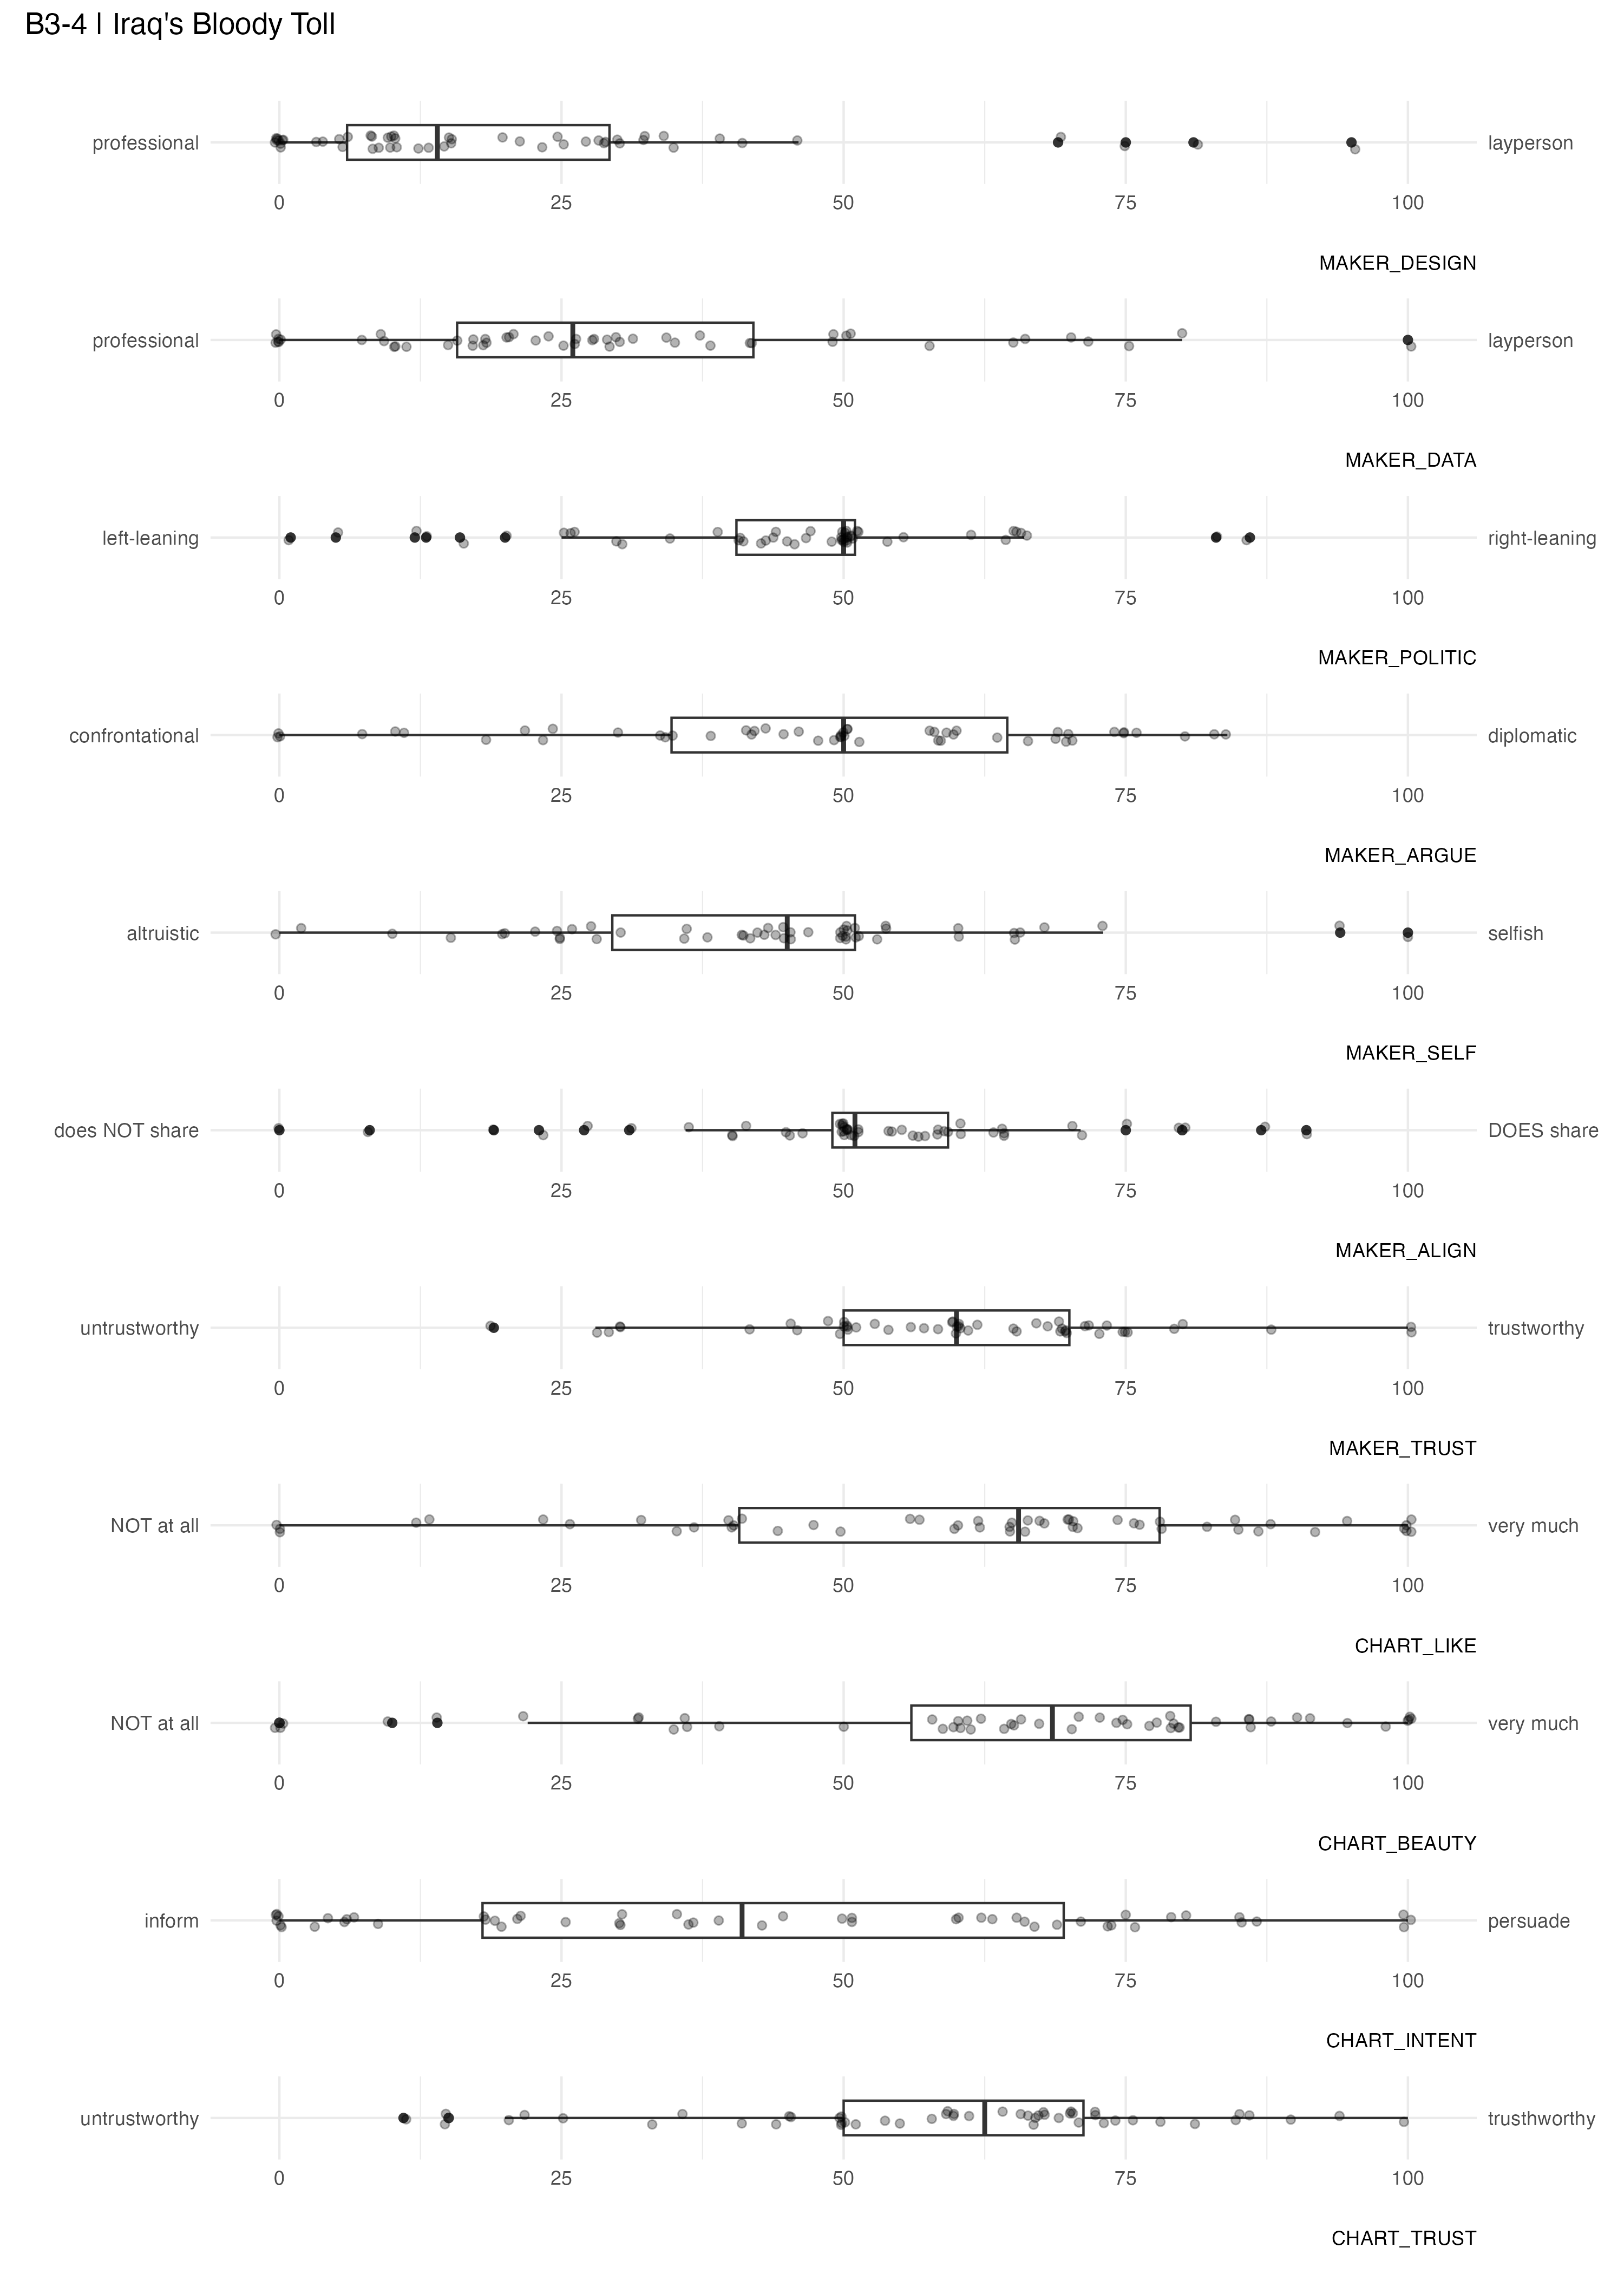 B3-4 | Iraq's Bloody Toll
professional layperson
0 25 50 75 100
MAKER_DESIGN
professional layperson
0 25 50 75 100
MAKER_DATA
left-leaning right-leaning
0 25 50 75 100
MAKER_POLITIC
confrontational diplomatic
0 25 50 75 100
MAKER_ARGUE
altruistic selfish
0 25 50 75 100
MAKER_SELF
does NOT share DOES share
0 25 50 75 100
MAKER_ALIGN
untrustworthy trustworthy
0 25 50 75 100
MAKER_TRUST
NOT at all very much
0 25 50 75 100
CHART_LIKE
NOT at all very much
0 25 50 75 100
CHART_BEAUTY
inform persuade
0 25 50 75 100
CHART_INTENT
untrustworthy trusthworthy
0 25 50 75 100
CHART_TRUST